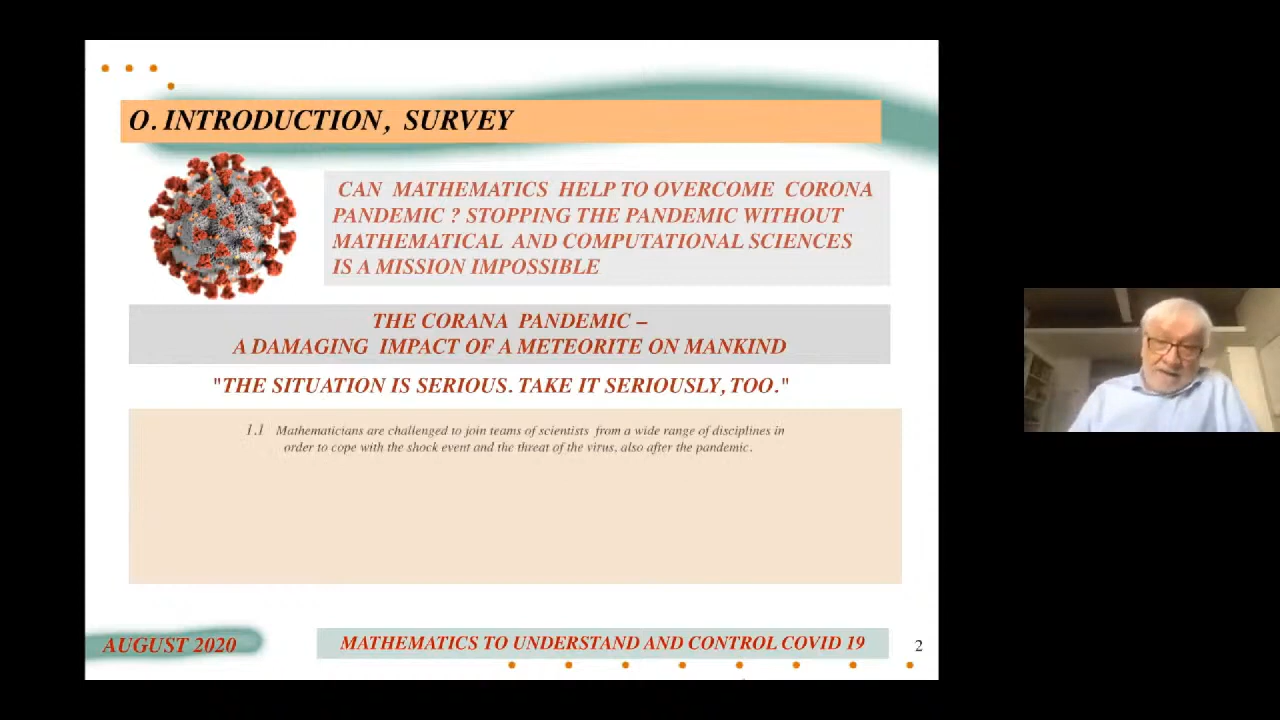 O. INTRODUCTION, SURVEY
CAN MATHEMATICS HELP TO OVERCOME CORONA
PANDEMIC ? STOPPING THE PANDEMIC WITHOUT
MATHEMATICAL AND COMPUTATIONAL SCIENCES
IS A MISSION IMPOSSIBLE
THE CORANA PANDEMIC –
A DAMAGING IMPACT OF A METEORITE ON MANKIND
"THE SITUATION IS SERIOUS. TAKE IT SERIOUSLY, TOO."
1.1 Mathematicians are challenged to join teams of scientists from a wide range of disciplines in
order to cope with the shock event and the threat of the virus, also after the pandemic.
AUGUST 2020
MATHEMATICS TO UNDERSTAND AND CONTROL COVID 19
2